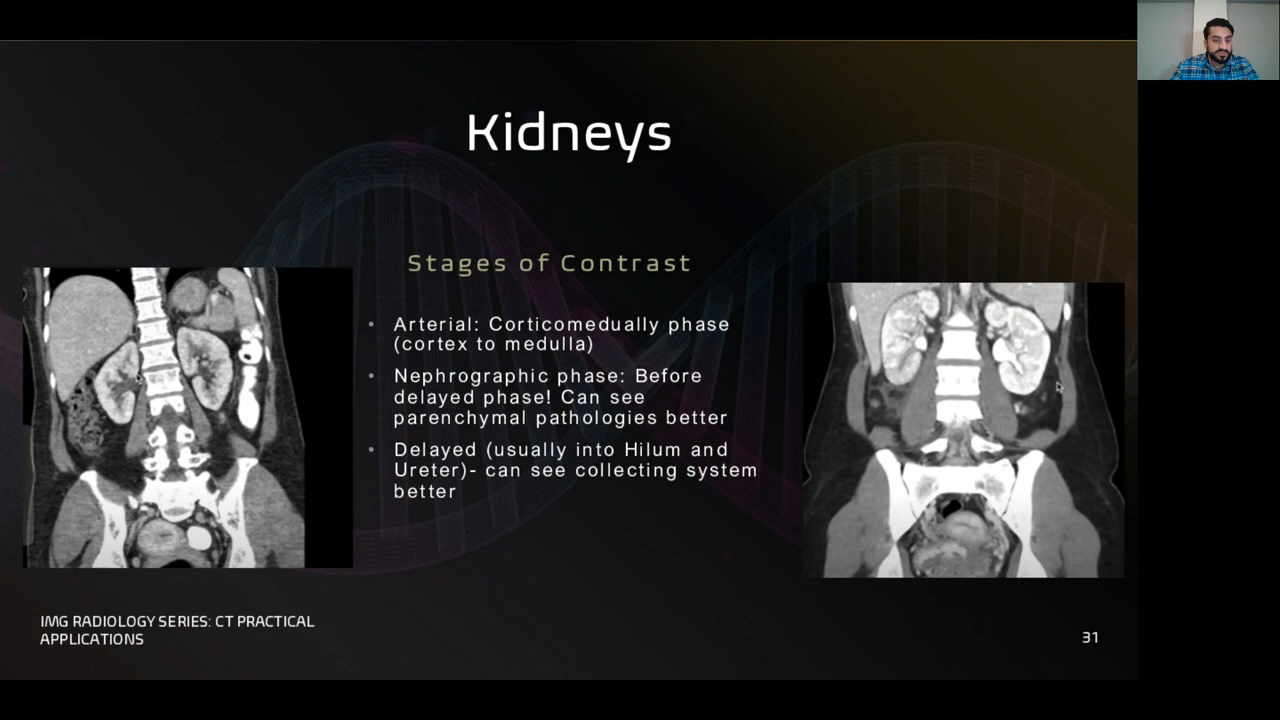 Kidneys
Stages of Contrast
• Arterial: Corticomedually phase
(cortex to medulla)
• Nephrographic phase: Before
delayed phase! Can see
parenchymal pathologies better
• Delayed (usually into Hilum and
Ureter)- can see collecting system
better
IMG RADIOLOGY SERIES: CT PRACTICAL
APPLICATIONS
31